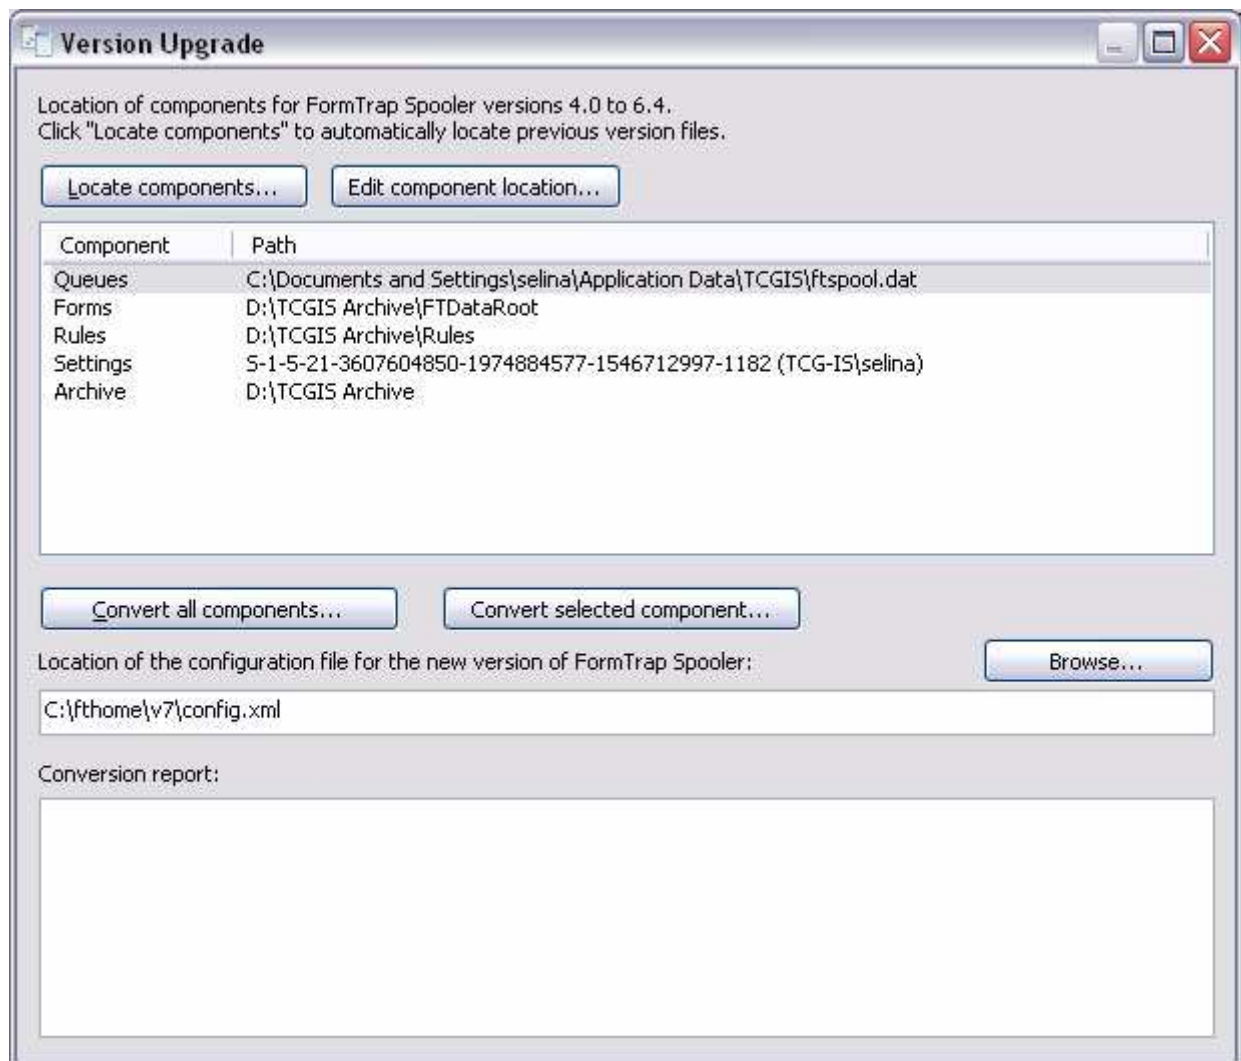 Version Upgrade
Location of components for FormTrap Spooler versions 4.0 to 6.4.
Click "Locate components" to automatically locate previous version files.
Locate components... Edit component location...
Component Path
Queues C:\Documents and Settings\selina\Application Data\TCGIS\ftspool.dat
Forms D:\TCGIS Archive\FTDataRoot
Rules D:\TCGIS Archive\Rules
Settings S-1-5-21-3607604850-1974884577-1546712997-1182 (TCG-IS\selina)
Archive D:\TCGIS Archive
Convert all components... Convert selected component...
Location of the configuration file for the new version of FormTrap Spooler: Browse...
C:\fthome\v7\config.xml
Conversion report: